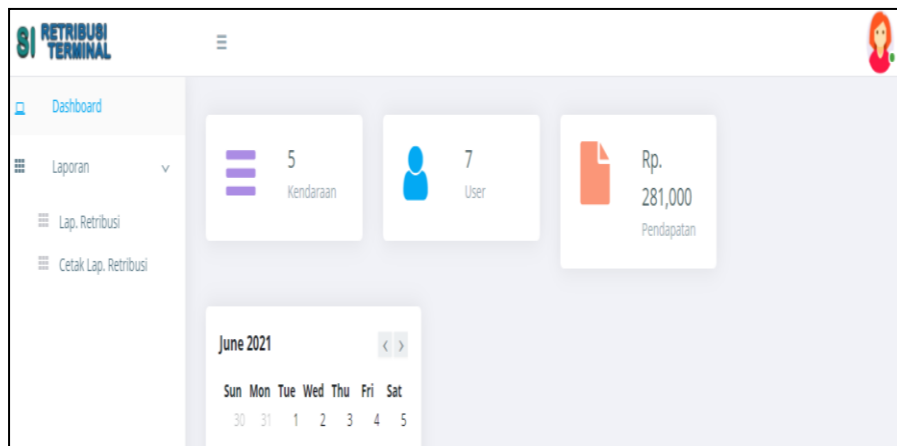 SI RETRIBUSI
TERMINAL
Dashboard
Laporan
Lap. Retribusi
Cetak Lap. Retribusi
5
Kendaraan
7
User
Rp.
281,000
Pendapatan
June 2021
Sun Mon Tue Wed Thu Fri Sat
30 31 1 2 3 4 5